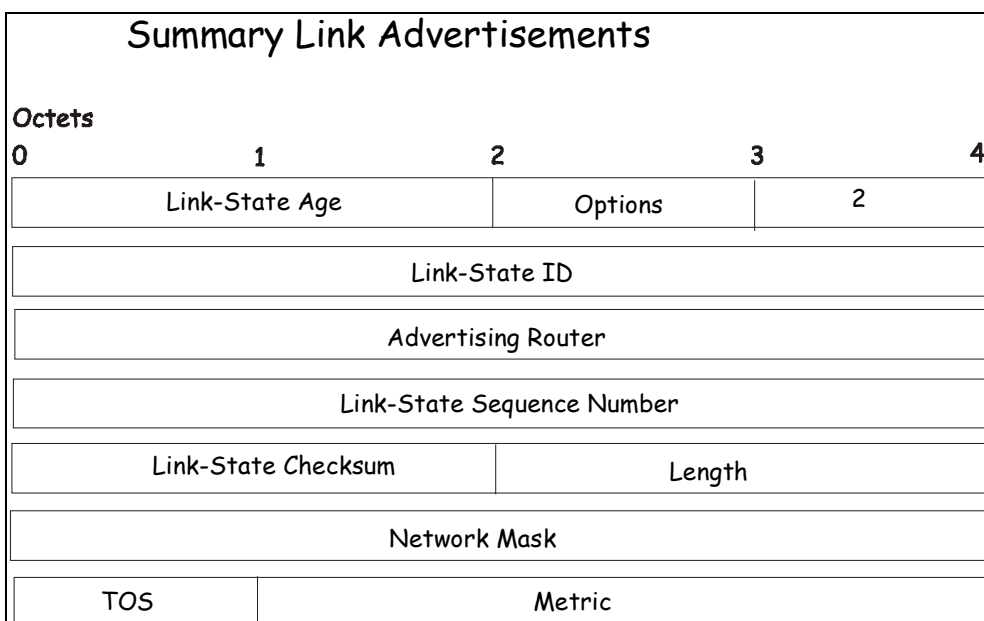 Summary Link Advertisements
Octets
0 1 2 3 4
Link-State Age Options 2
Link-State ID
Advertising Router
Link-State Sequence Number
Link-State Checksum Length
Network Mask
TOS Metric